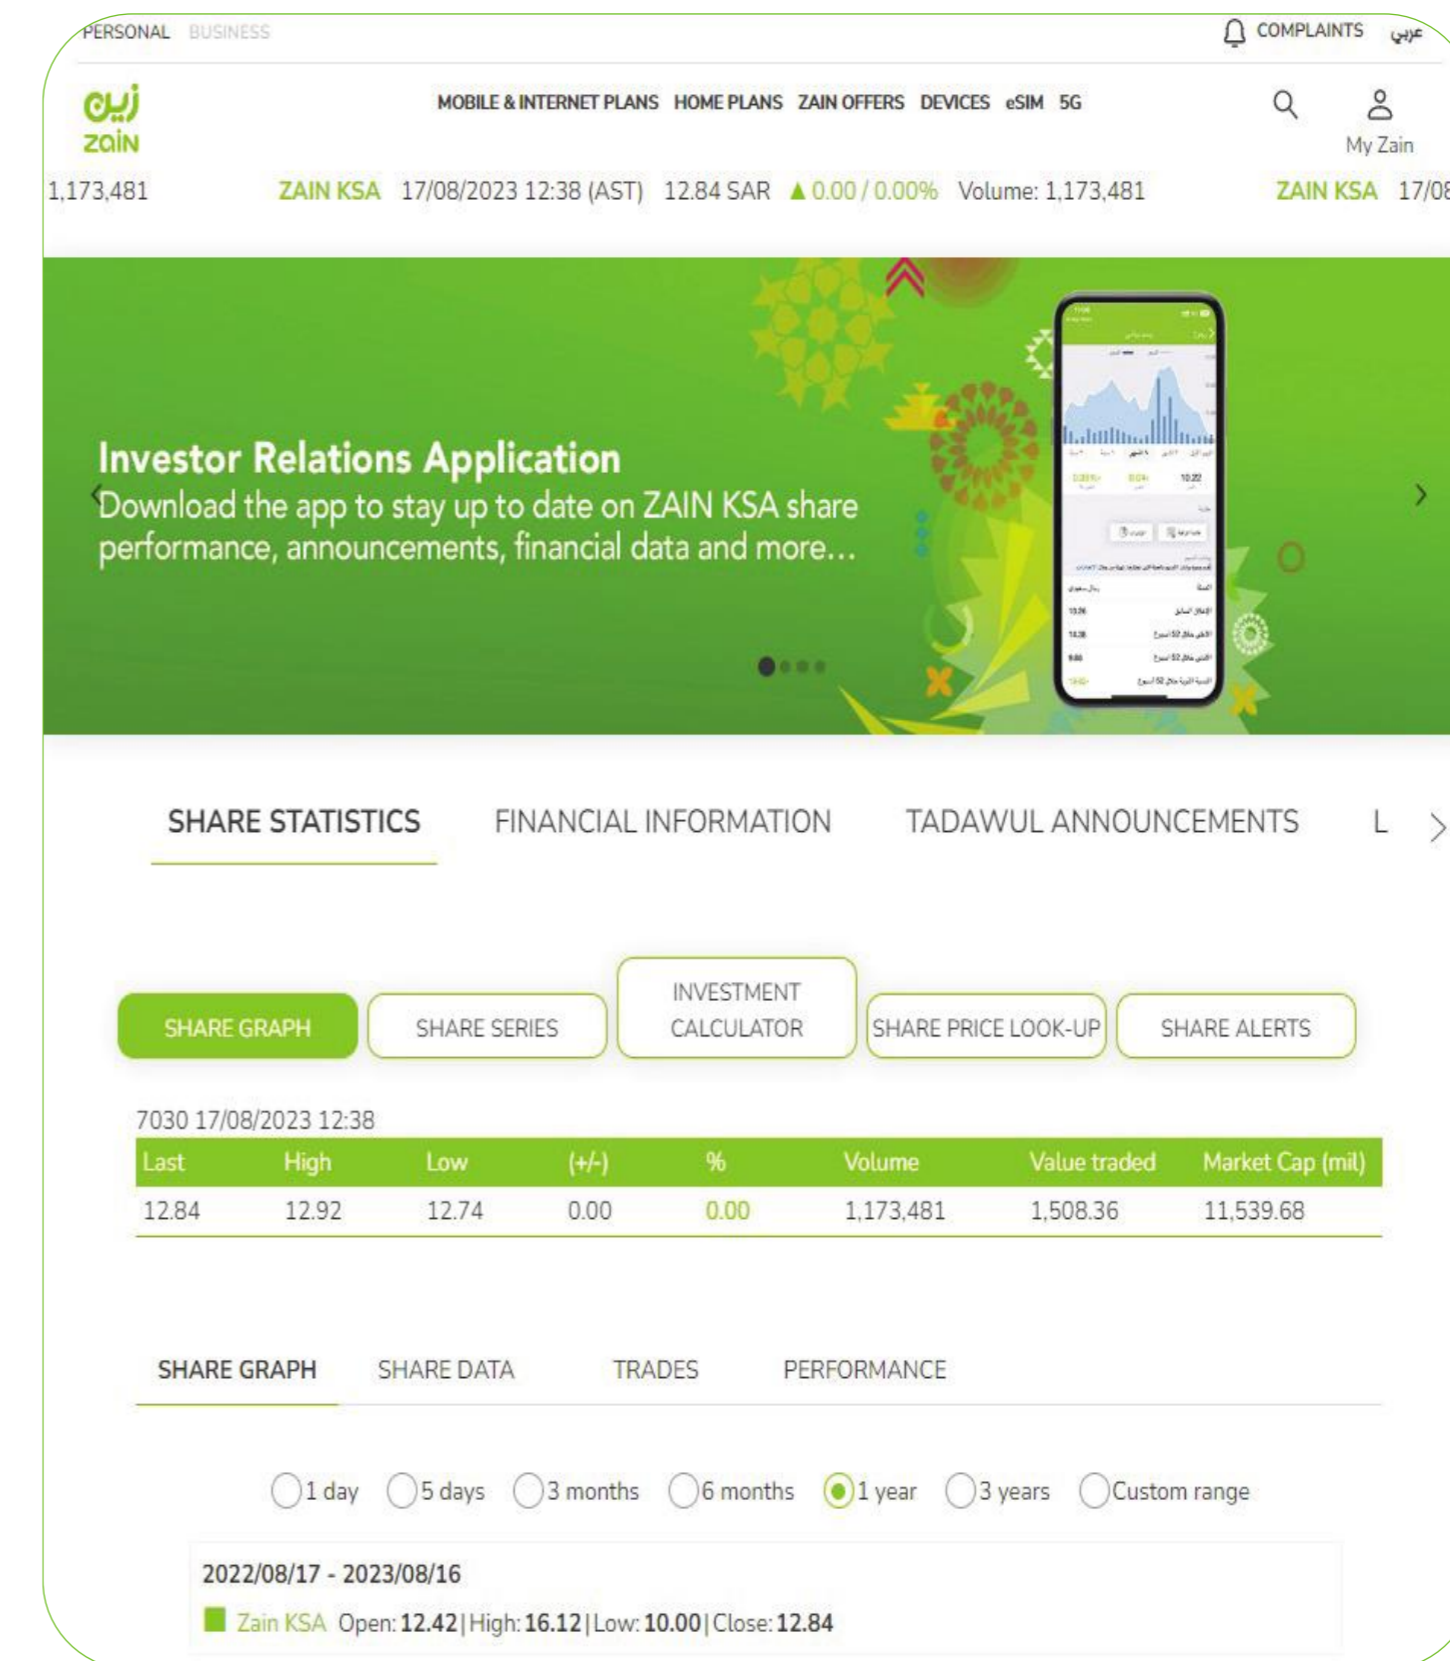 PERSONAL BUSINESS COMPLAINTS عربي
زين
zain
MOBILE & INTERNET PLANS HOME PLANS ZAIN OFFERS DEVICES eSIM 5G
My Zain
1,173,481 ZAIN KSA 17/08/2023 12:38 (AST) 12.84 SAR ▲ 0.00 / 0.00% Volume: 1,173,481 ZAIN KSA 17/08
Investor Relations Application
Download the app to stay up to date on ZAIN KSA share
performance, announcements, financial data and more...
10.22
SHARE STATISTICS FINANCIAL INFORMATION TADAWUL ANNOUNCEMENTS L
SHARE GRAPH
SHARE SERIES
INVESTMENT
CALCULATOR
SHARE PRICE LOOK-UP
SHARE ALERTS
7030 17/08/2023 12:38
Last High Low (+/-) % Volume Value traded Market Cap (mil)
12.84 12.92 12.74 0.00 0.00 1,173,481 1,508.36 11,539.68
SHARE GRAPH SHARE DATA TRADES PERFORMANCE
1 day 5 days 3 months 6 months 1 year 3 years Custom range
2022/08/17 - 2023/08/16
Zain KSA Open: 12.42|High: 16.12|Low: 10.00|Close: 12.84